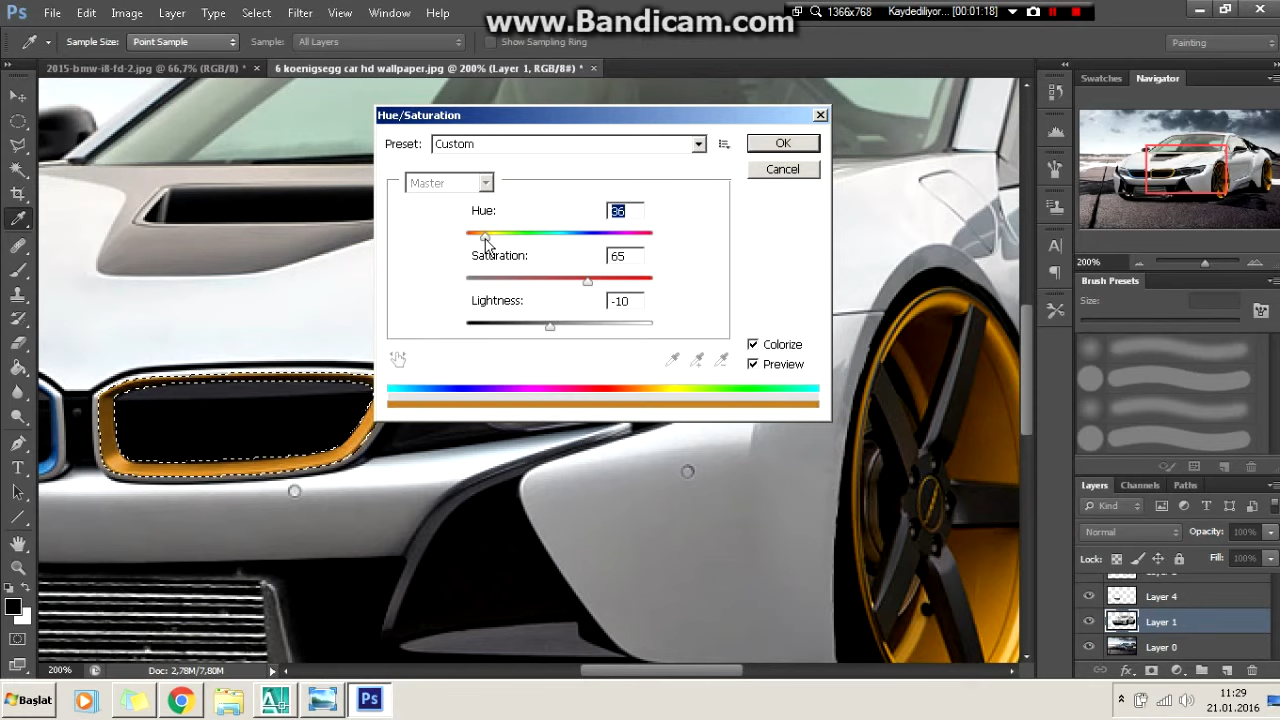 www.Bandicam.com
1366x768 Kaydediliyor... [00:01:18]
Ps File Edit Image Layer Type Select Filter View Window Help
Sample Size: Point Sample Sample: All Layers Show Sampling Ring Painting
2015-bmw-i8-fd-2.jpg @ 66,7% (RGB/8) * × 6 koenigsegg car hd wallpaper.jpg @ 200% (Layer 1, RGB/8#) * ×
Swatches Navigator
Hue/Saturation
Preset: Custom OK
Cancel
Master
Hue: 36
Saturation: 65
Lightness: -10
Colorize
Preview
200%
Brush Presets
Size:
Layers Channels Paths
Kind
Normal Opacity: 100%
Lock: Fill: 100%
Layer 4
Layer 1
Layer 0
200% Doc: 2,78M/7,80M
Başlat Ps
11:29
21.01.2016